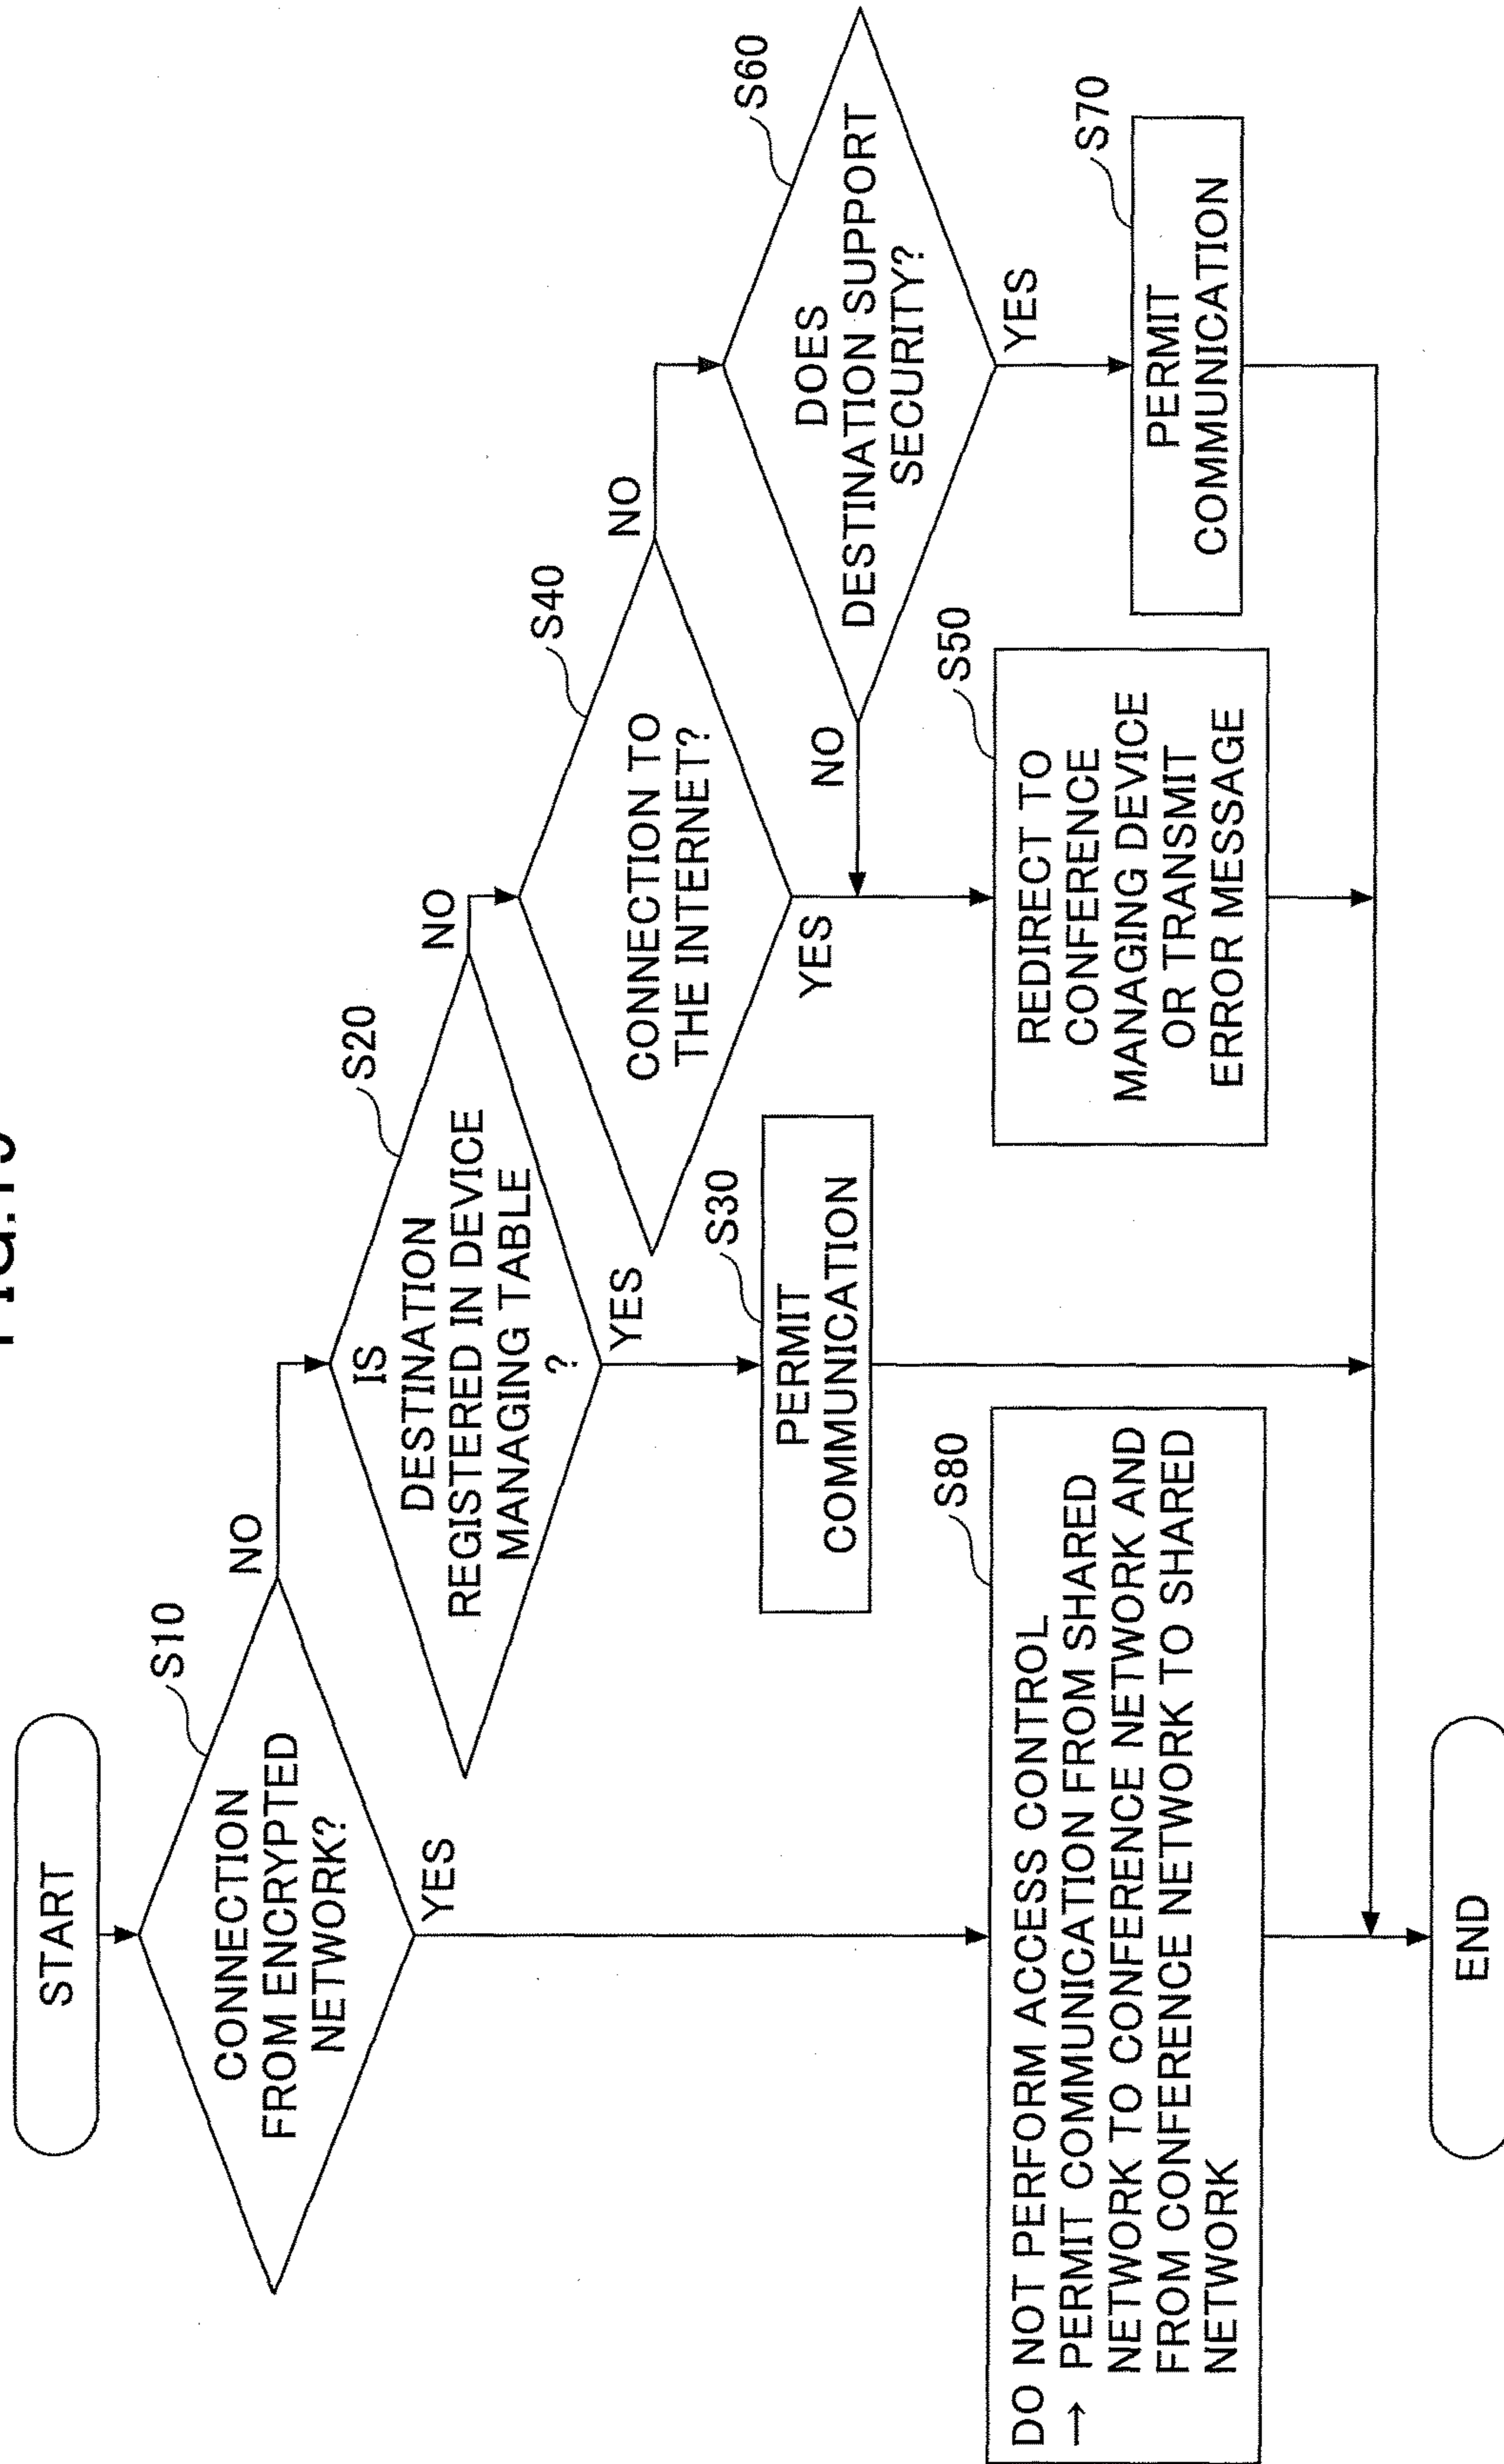 START
S10
CONNECTION
FROM ENCRYPTED
NETWORK?
NO
YES
S20
IS
DESTINATION
REGISTERED IN DEVICE
MANAGING TABLE
?
NO
YES
S30
PERMIT
COMMUNICATION
S40
CONNECTION TO
THE INTERNET?
NO
YES
S50
REDIRECT TO
CONFERENCE
MANAGING DEVICE
OR TRANSMIT
ERROR MESSAGE
S60
DOES
DESTINATION SUPPORT
SECURITY?
NO
YES
S70
PERMIT
COMMUNICATION
S80
DO NOT PERFORM ACCESS CONTROL
→ PERMIT COMMUNICATION FROM SHARED
NETWORK TO CONFERENCE NETWORK AND
FROM CONFERENCE NETWORK TO SHARED
NETWORK
END